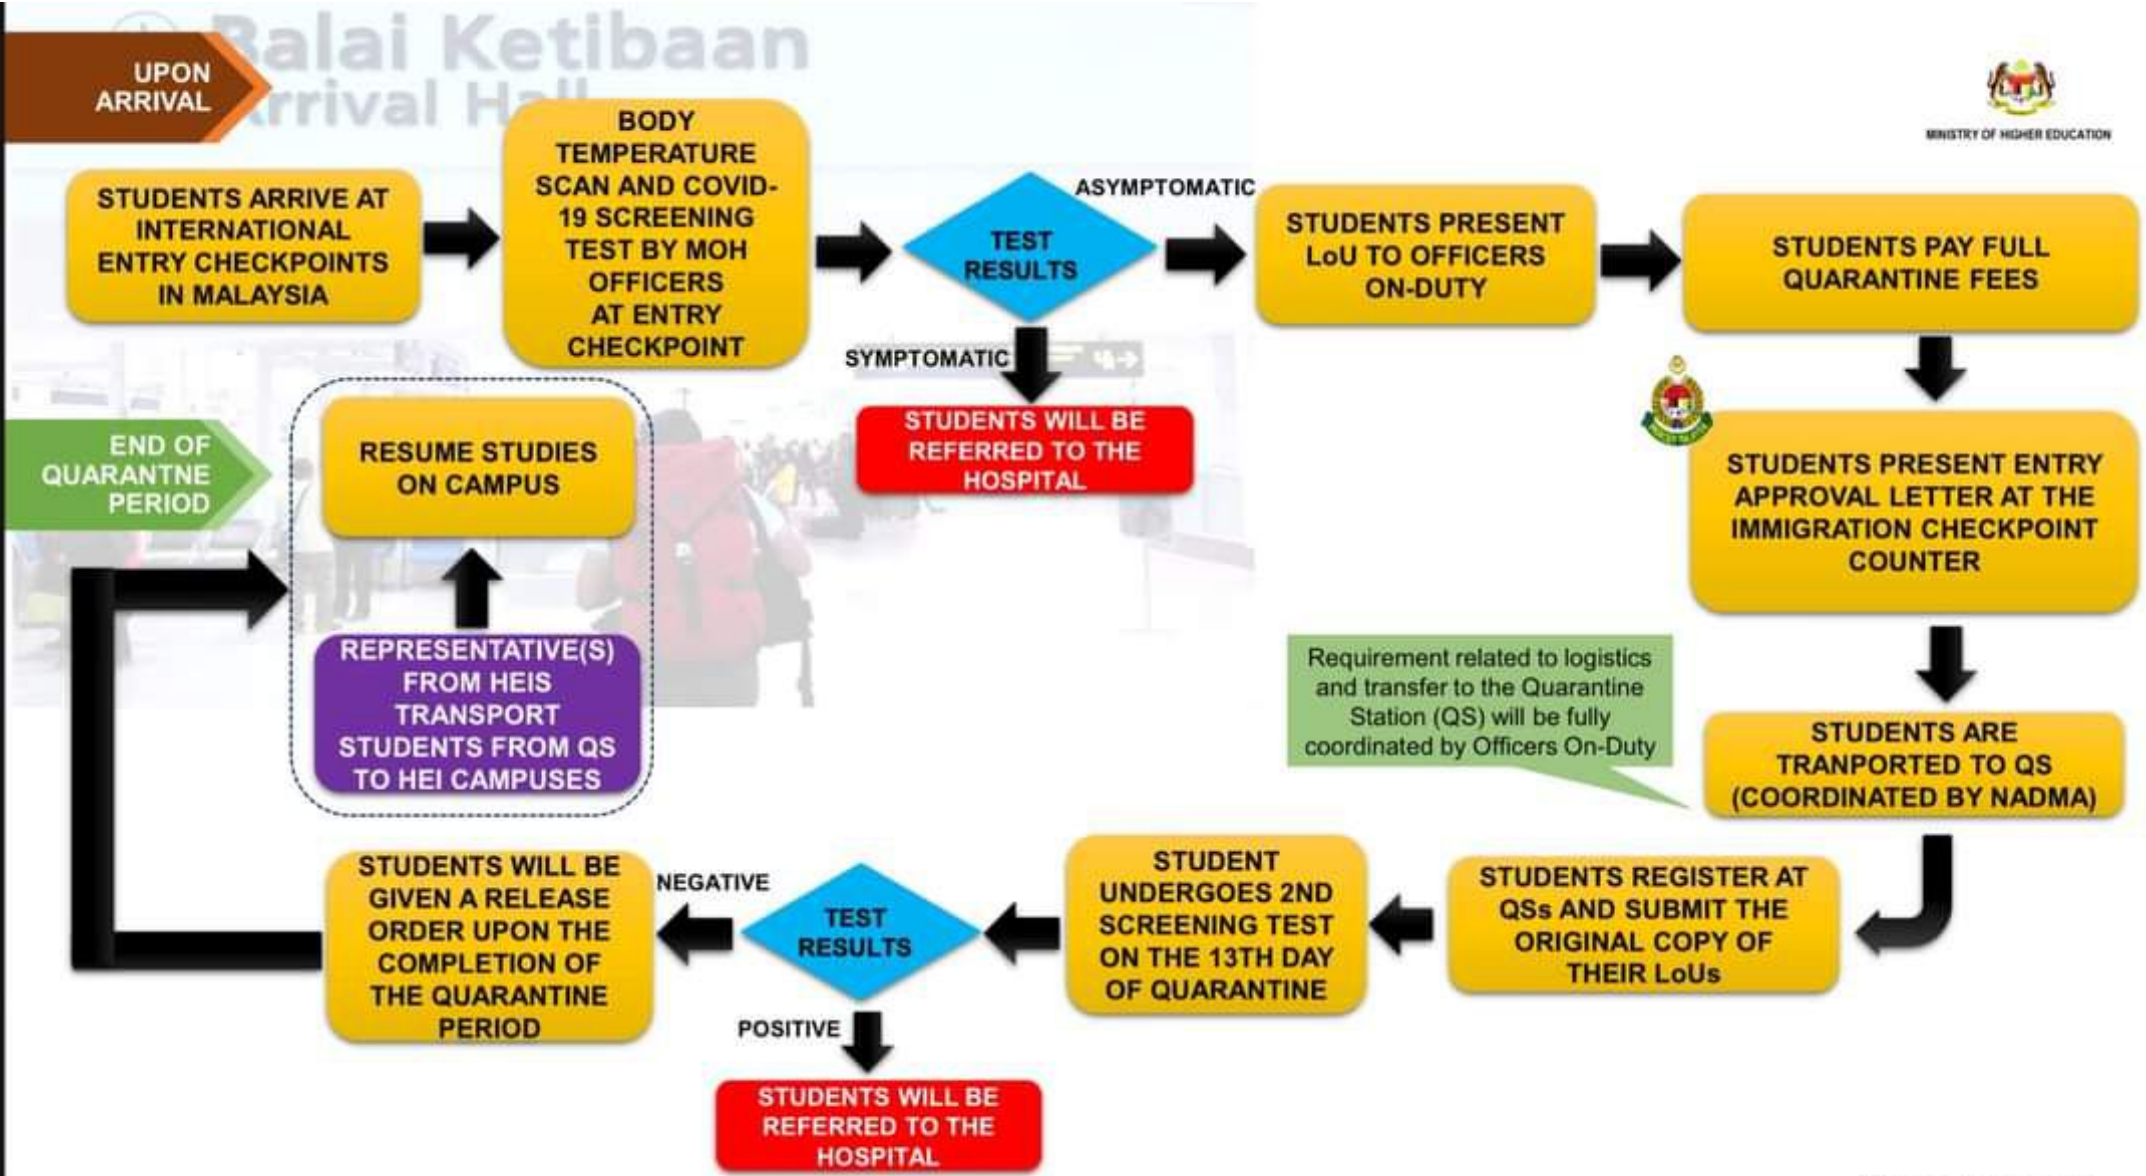 Balai Ketibaan
Arrival Hall
UPON
ARRIVAL
MINISTRY OF HIGHER EDUCATION
STUDENTS ARRIVE AT
INTERNATIONAL
ENTRY CHECKPOINTS
IN MALAYSIA
BODY
TEMPERATURE
SCAN AND COVID-
19 SCREENING
TEST BY MOH
OFFICERS
AT ENTRY
CHECKPOINT
TEST
RESULTS
ASYMPTOMATIC
SYMPTOMATIC
STUDENTS WILL BE
REFERRED TO THE
HOSPITAL
STUDENTS PRESENT
LoU TO OFFICERS
ON-DUTY
STUDENTS PAY FULL
QUARANTINE FEES
STUDENTS PRESENT ENTRY
APPROVAL LETTER AT THE
IMMIGRATION CHECKPOINT
COUNTER
Requirement related to logistics
and transfer to the Quarantine
Station (QS) will be fully
coordinated by Officers On-Duty
STUDENTS ARE
TRANPORTED TO QS
(COORDINATED BY NADMA)
STUDENTS REGISTER AT
QSs AND SUBMIT THE
ORIGINAL COPY OF
THEIR LoUs
STUDENT
UNDERGOES 2ND
SCREENING TEST
ON THE 13TH DAY
OF QUARANTINE
TEST
RESULTS
POSITIVE
STUDENTS WILL BE
REFERRED TO THE
HOSPITAL
NEGATIVE
STUDENTS WILL BE
GIVEN A RELEASE
ORDER UPON THE
COMPLETION OF
THE QUARANTINE
PERIOD
END OF
QUARANTNE
PERIOD
REPRESENTATIVE(S)
FROM HEIS
TRANSPORT
STUDENTS FROM QS
TO HEI CAMPUSES
RESUME STUDIES
ON CAMPUS